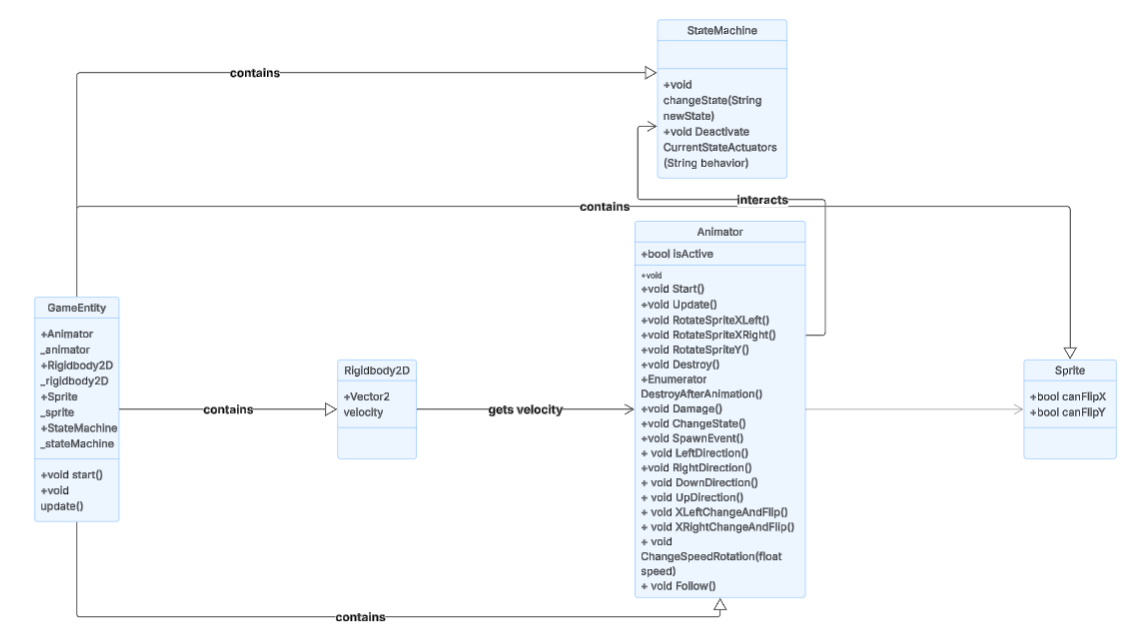 StateMachine
+void
changeState(String
newState)
+void Deactivate
CurrentStateActuators
(String behavior)
contains
contains
interacts
Animator
+bool isActive
+void
+void Start()
+void Update()
+void RotateSpriteXLeft()
+void RotateSpriteXRight()
+void RotateSpriteY()
+void Destroy()
+Enumerator
DestroyAfterAnimation()
+void Damage()
+void ChangeState()
+void SpawnEvent()
+ void LeftDirection()
+void RightDirection()
+ void DownDirection()
+ void UpDirection()
+ void XLeftChangeAndFlip()
+ void XRightChangeAndFlip()
+ void
ChangeSpeedRotation(float
speed)
+ void Follow()
GameEntity
+Animator
_animator
+Rigidbody2D
_rigidbody2D
+Sprite
_sprite
+StateMachine
_stateMachine
+void start()
+void
update()
contains
Rigidbody2D
+Vector2
velocity
gets velocity
Sprite
+bool canFlipX
+bool canFlipY
contains